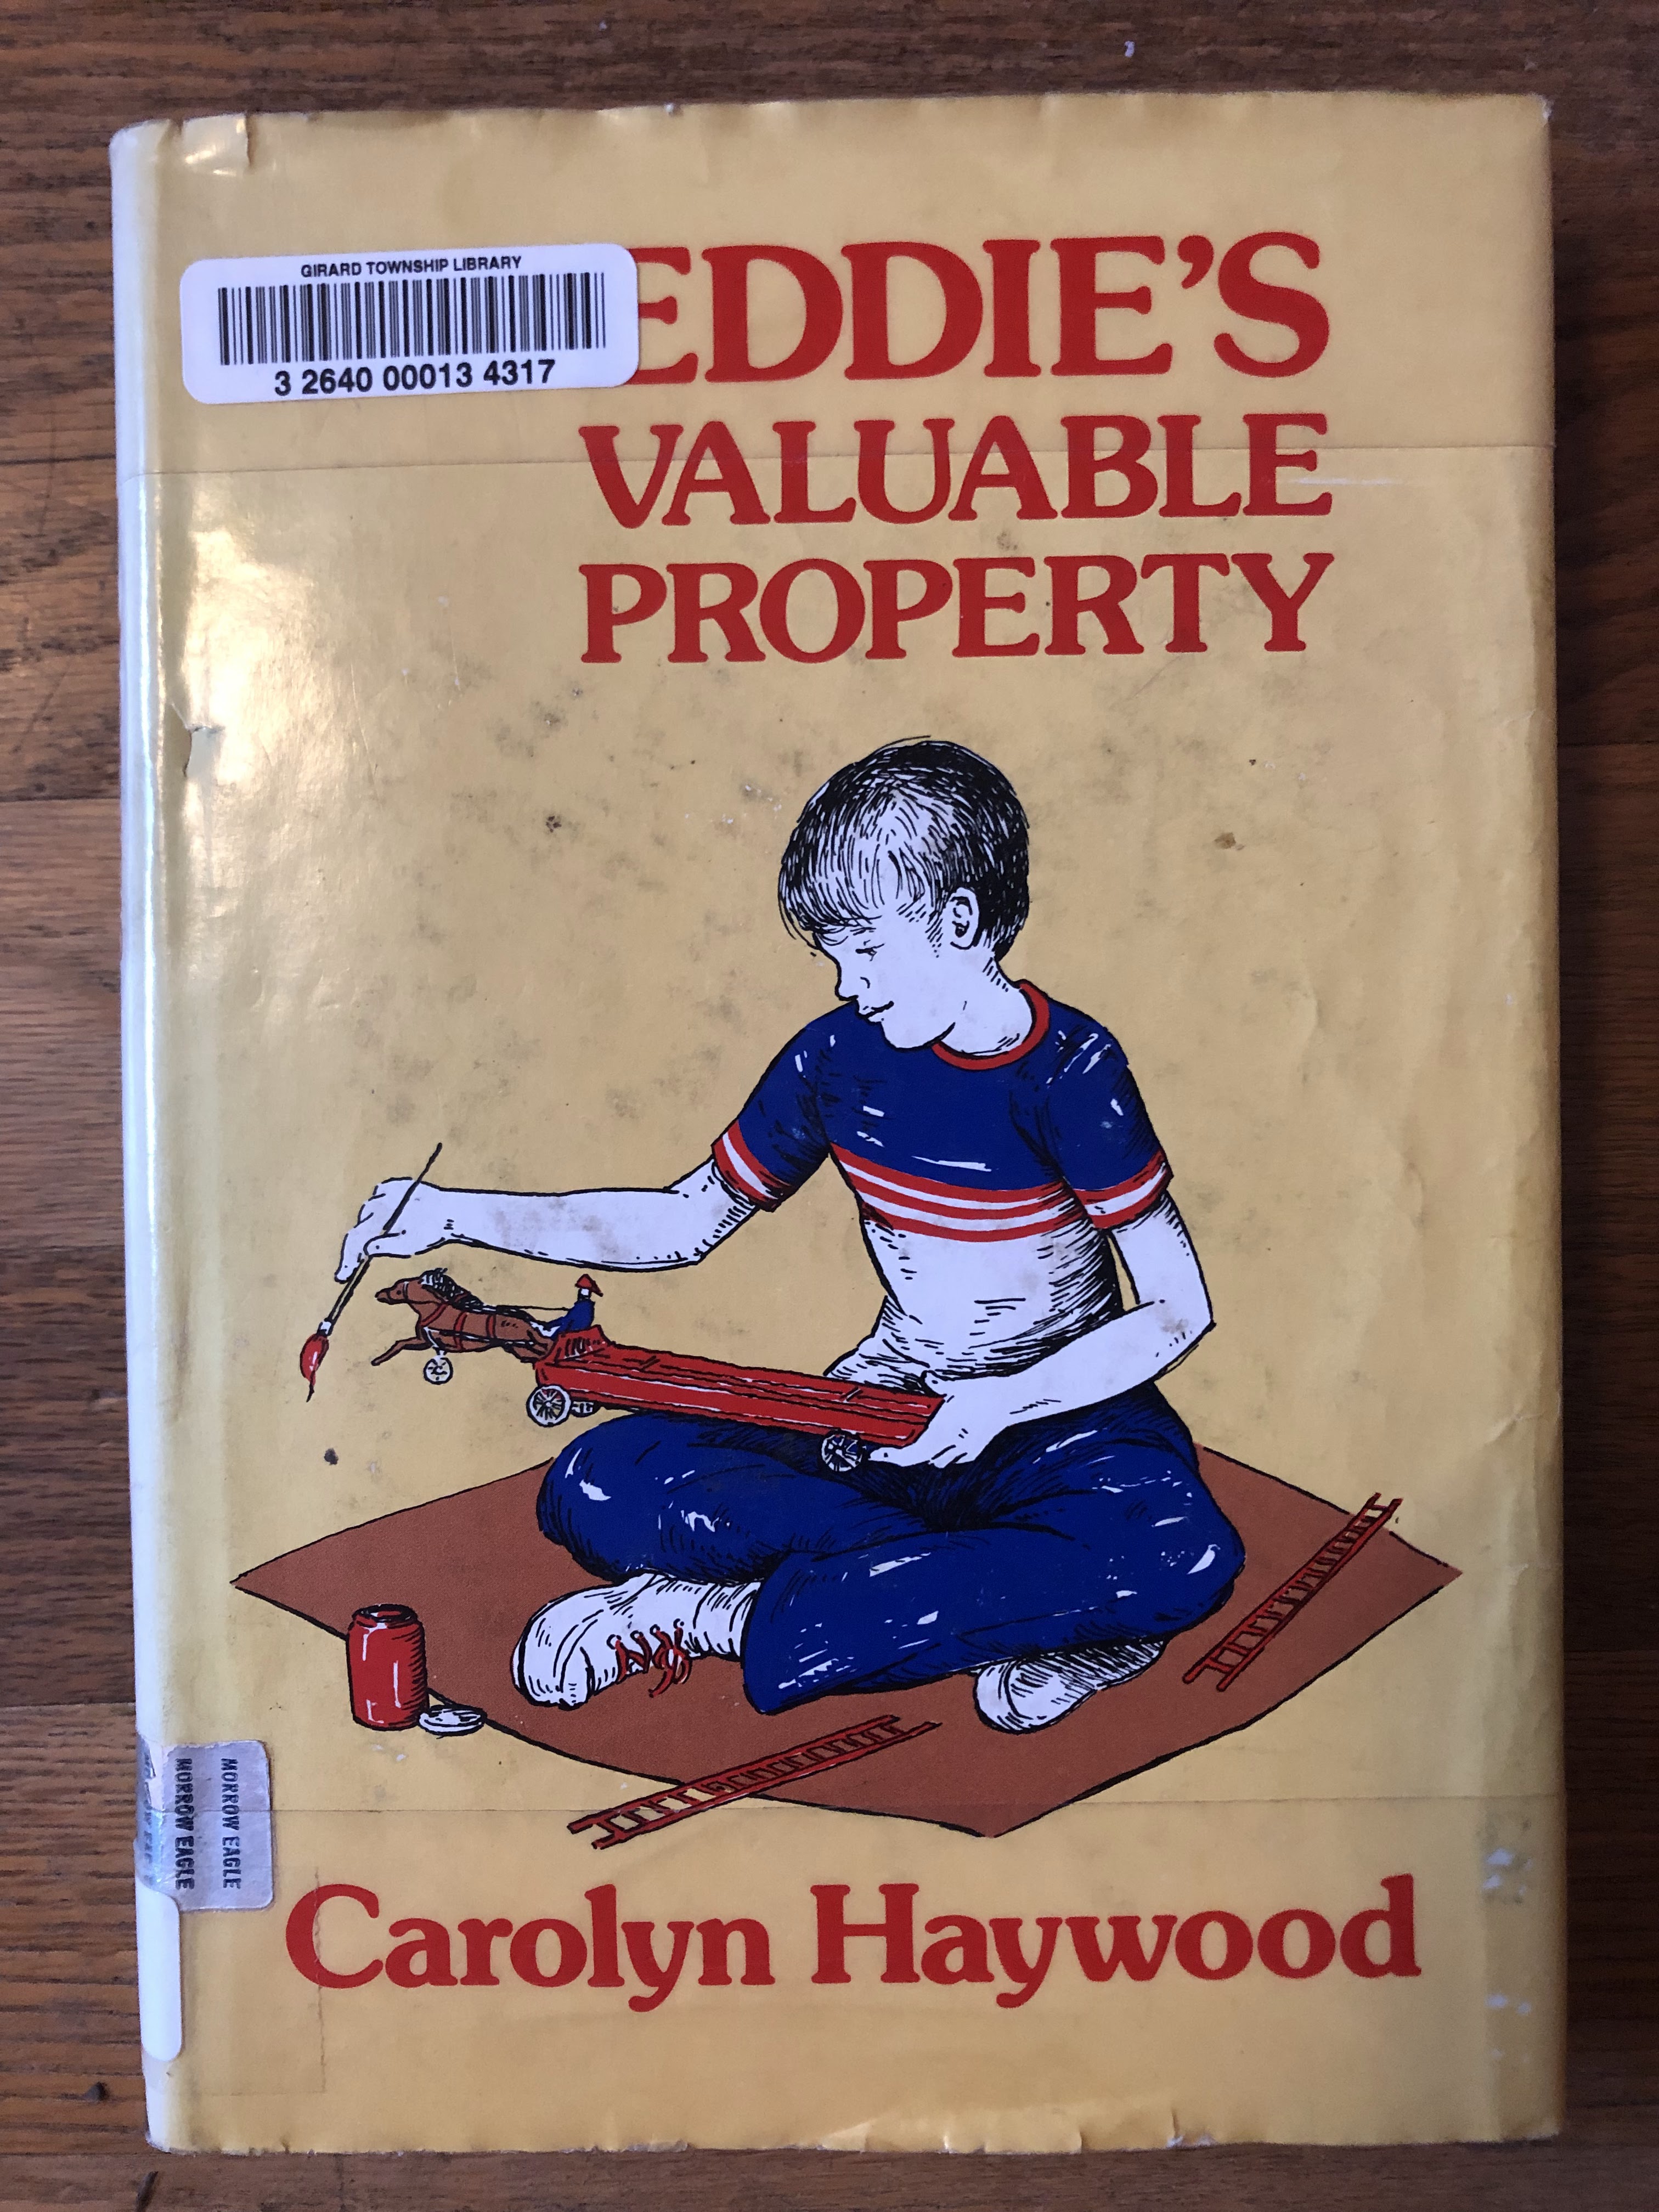 GIRARD TOWNSHIP LIBRARY
3 2640 00013 4317
EDDIE'S
VALUABLE
PROPERTY
MORROW EAGLE
MORROW EAGLE
Carolyn Haywood